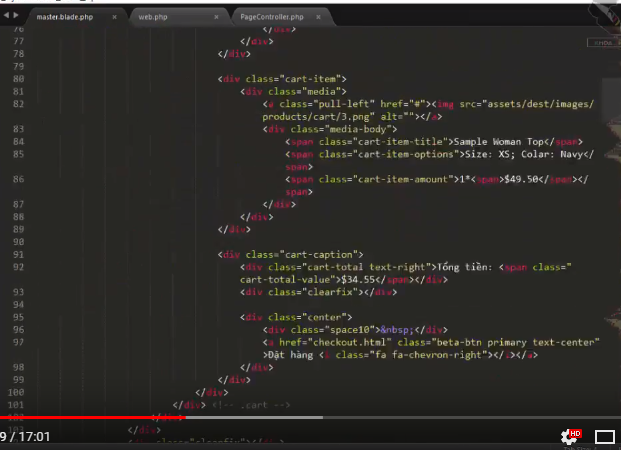 master.blade.php × web.php × PageController.php ×
76 </div>
77 </div>
78 </div>
79
80 <div class="cart-item">
81 <div class="media">
82 <a class="pull-left" href="#"><img src="assets/dest/images/
products/cart/3.png" alt=""></a>
83 <div class="media-body">
84 <span class="cart-item-title">Sample Woman Top</span>
85 <span class="cart-item-options">Size: XS; Colar: Navy</
span>
86 <span class="cart-item-amount">1*<span>$49.50</span></
span>
87 </div>
88 </div>
89 </div>
90
91 <div class="cart-caption">
92 <div class="cart-total text-right">Tổng tiền: <span class="
cart-total-value">$34.55</span></div>
93 <div class="clearfix"></div>
94
95 <div class="center">
96 <div class="space10">&nbsp;</div>
97 <a href="checkout.html" class="beta-btn primary text-center"
>Đặt hàng <i class="fa fa-chevron-right"></i></a>
98 </div>
99 </div>
100 </div>
101 </div> <!-- .cart -->
</div>
103 </div>
<div class="clearfix"></div>
9 / 17:01
HD